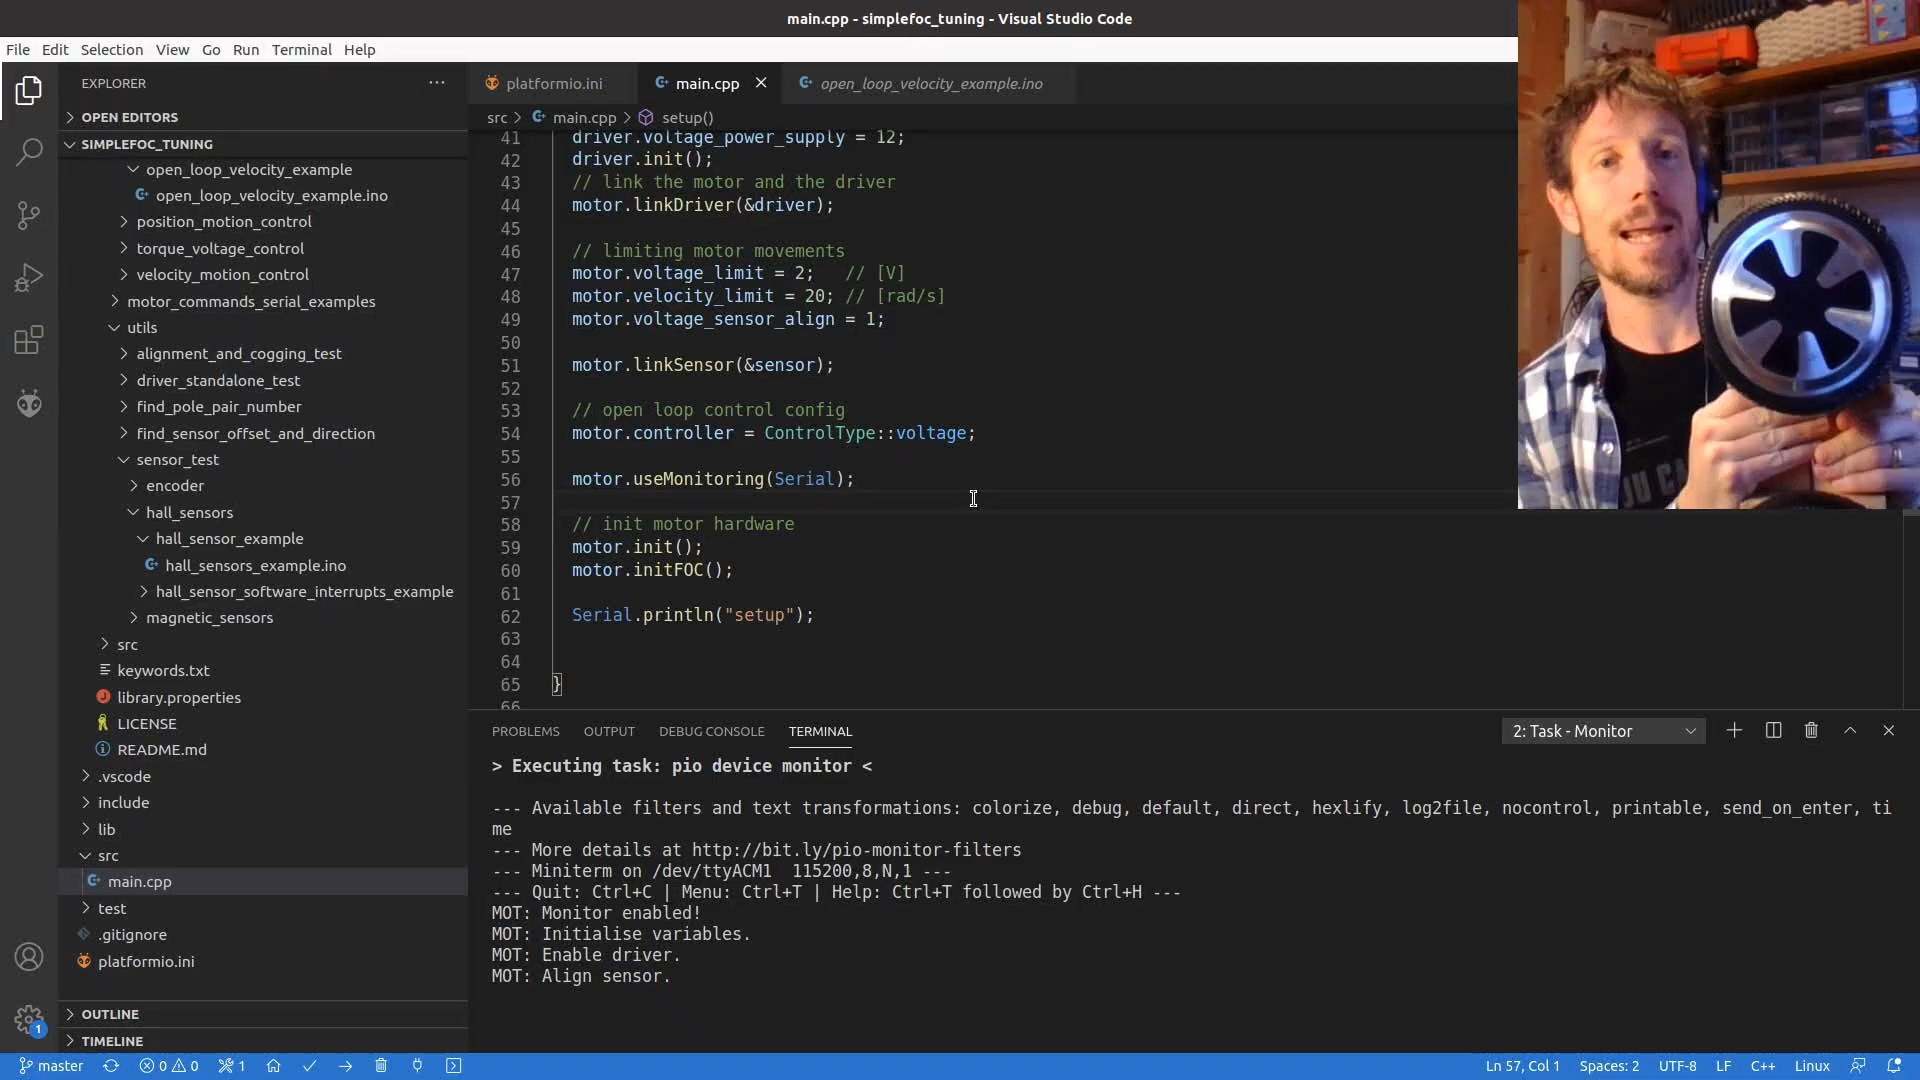 main.cpp - simplefoc_tuning - Visual Studio Code
File Edit Selection View Go Run Terminal Help
EXPLORER
OPEN EDITORS
SIMPLEFOC_TUNING
open_loop_velocity_example
open_loop_velocity_example.ino
position_motion_control
torque_voltage_control
velocity_motion_control
motor_commands_serial_examples
utils
alignment_and_cogging_test
driver_standalone_test
find_pole_pair_number
find_sensor_offset_and_direction
sensor_test
encoder
hall_sensors
hall_sensor_example
hall_sensors_example.ino
hall_sensor_software_interrupts_example
magnetic_sensors
src
keywords.txt
library.properties
LICENSE
README.md
.vscode
include
lib
src
main.cpp
test
.gitignore
platformio.ini
OUTLINE
TIMELINE
platformio.ini main.cpp open_loop_velocity_example.ino
src > main.cpp > setup()
41 driver.voltage_power_supply = 12;
42 driver.init();
43 // link the motor and the driver
44 motor.linkDriver(&driver);
45
46 // limiting motor movements
47 motor.voltage_limit = 2; // [V]
48 motor.velocity_limit = 20; // [rad/s]
49 motor.voltage_sensor_align = 1;
50
51 motor.linkSensor(&sensor);
52
53 // open loop control config
54 motor.controller = ControlType::voltage;
55
56 motor.useMonitoring(Serial);
57
58 // init motor hardware
59 motor.init();
60 motor.initFOC();
61
62 Serial.println("setup");
63
64
65 }
66
PROBLEMS OUTPUT DEBUG CONSOLE TERMINAL 2: Task - Monitor
> Executing task: pio device monitor <
--- Available filters and text transformations: colorize, debug, default, direct, hexlify, log2file, nocontrol, printable, send_on_enter, ti
me
--- More details at http://bit.ly/pio-monitor-filters
--- Miniterm on /dev/ttyACM1 115200,8,N,1 ---
--- Quit: Ctrl+C | Menu: Ctrl+T | Help: Ctrl+T followed by Ctrl+H ---
MOT: Monitor enabled!
MOT: Initialise variables.
MOT: Enable driver.
MOT: Align sensor.
1
master 0 0 1 Ln 57, Col 1 Spaces: 2 UTF-8 LF C++ Linux